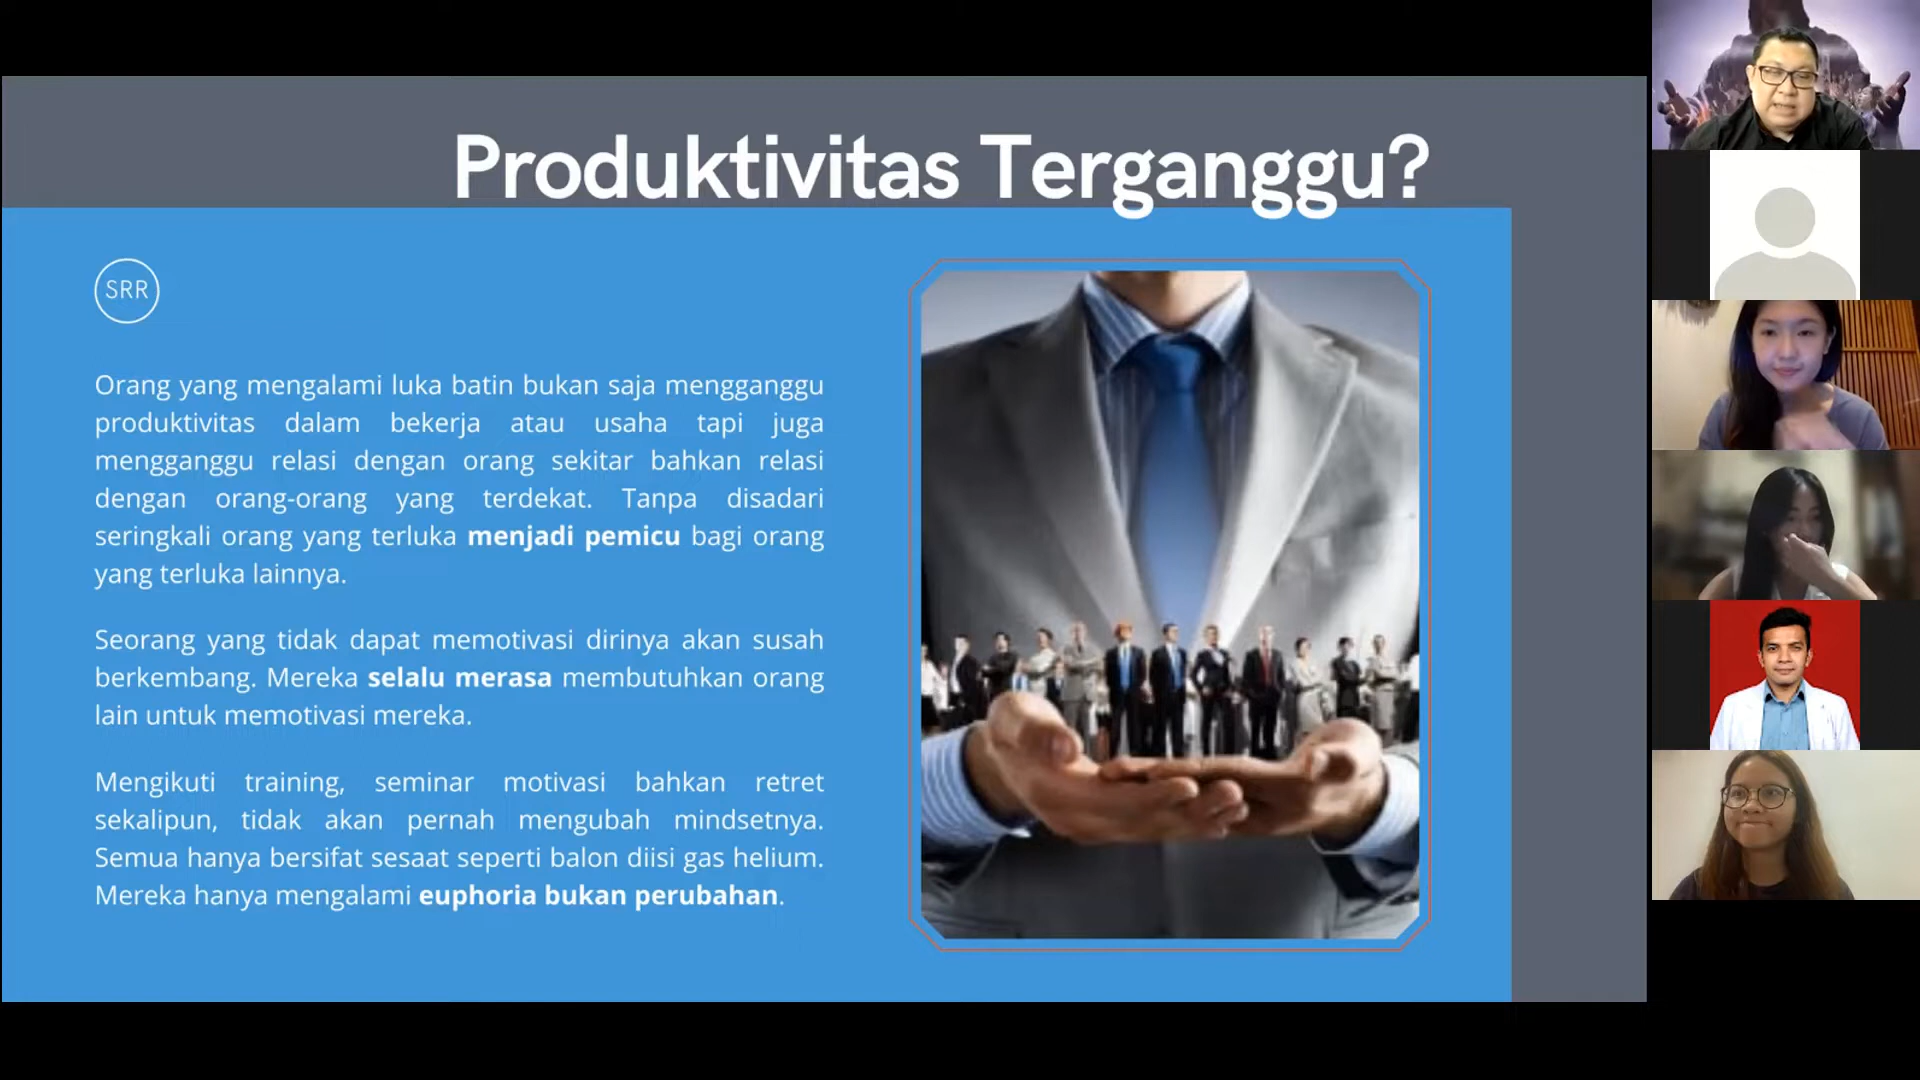 Produktivitas Terganggu?
SRR
Orang yang mengalami luka batin bukan saja mengganggu
produktivitas dalam bekerja atau usaha tapi juga
mengganggu relasi dengan orang sekitar bahkan relasi
dengan orang-orang yang terdekat. Tanpa disadari
seringkali orang yang terluka menjadi pemicu bagi orang
yang terluka lainnya.
Seorang yang tidak dapat memotivasi dirinya akan susah
berkembang. Mereka selalu merasa membutuhkan orang
lain untuk memotivasi mereka.
Mengikuti training, seminar motivasi bahkan retret
sekalipun, tidak akan pernah mengubah mindsetnya.
Semua hanya bersifat sesaat seperti balon diisi gas helium.
Mereka hanya mengalami euphoria bukan perubahan.